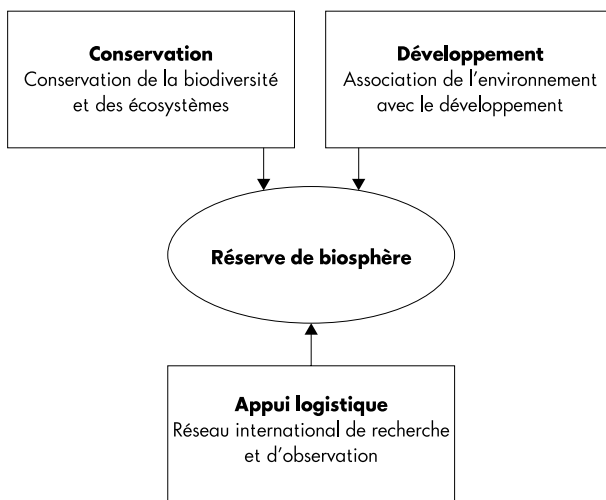 Conservation
Conservation de la biodiversité
et des écosystèmes
Développement
Association de l'environnement
avec le développement
Réserve de biosphère
Appui logistique
Réseau international de recherche
et d'observation